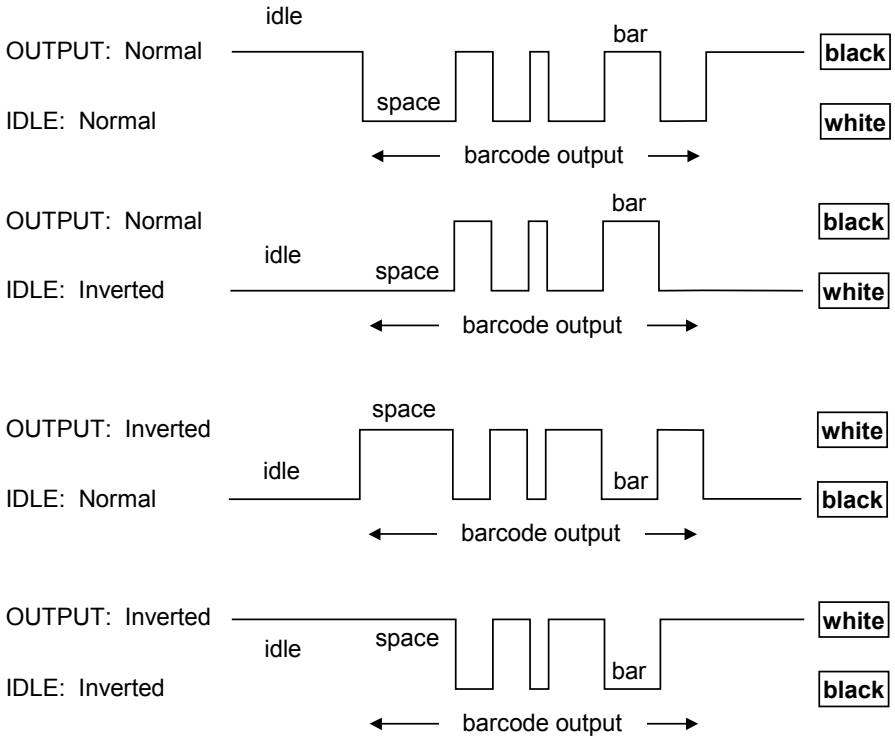 idle
OUTPUT: Normal bar black
space
IDLE: Normal white
barcode output
bar
OUTPUT: Normal black
idle
space
IDLE: Inverted white
barcode output
space
OUTPUT: Inverted white
idle bar
IDLE: Normal black
barcode output
OUTPUT: Inverted white
idle space
bar
IDLE: Inverted black
barcode output